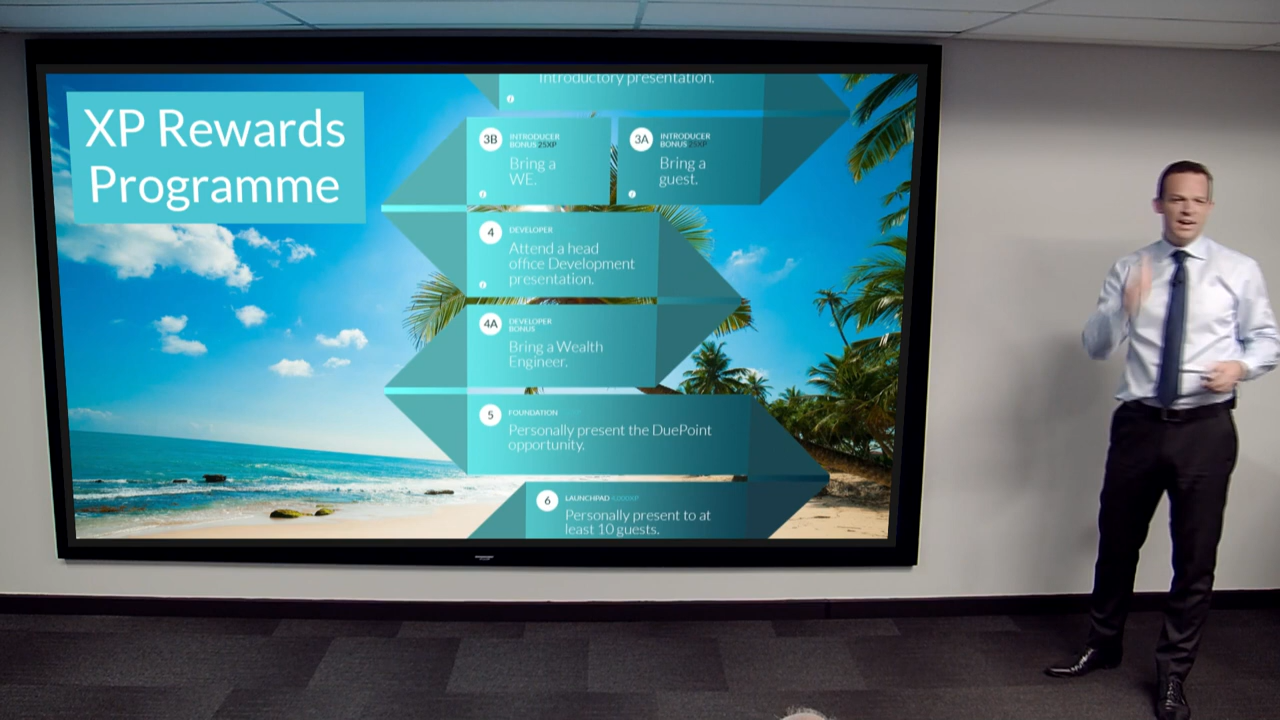 XP Rewards
Programme
Introductory presentation.
3B
INTRODUCER
BONUS 25XP
Bring a
WE.
3A
INTRODUCER
BONUS 25XP
Bring a
guest.
4
DEVELOPER
Attend a head
office Development
presentation.
4A
DEVELOPER
BONUS
Bring a Wealth
Engineer.
5
FOUNDATION
Personally present the DuePoint
opportunity.
6
LAUNCHPAD
Personally present to at
least 10 guests.